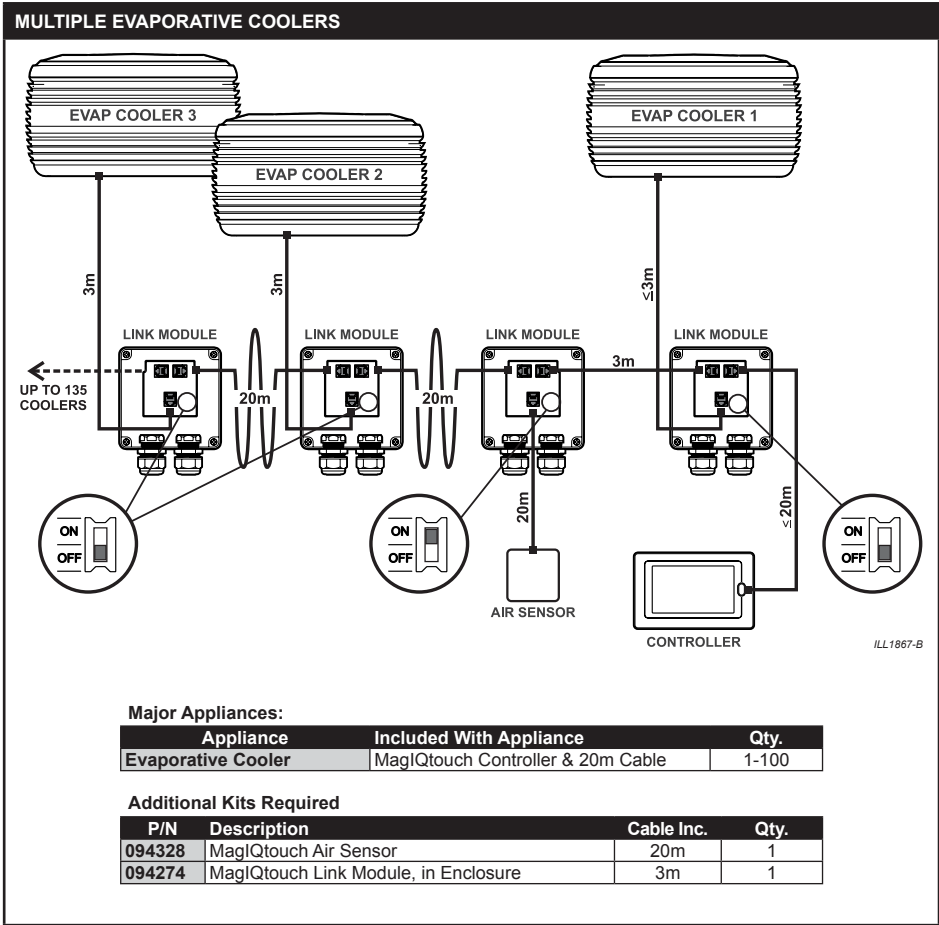 MULTIPLE EVAPORATIVE COOLERS
EVAP COOLER 3
EVAP COOLER 1
EVAP COOLER 2
3m
3m
≤3m
LINK MODULE
LINK MODULE
LINK MODULE
LINK MODULE
3m
UP TO 135
COOLERS
20m
20m
20m
≤20m
ON
OFF
ON
OFF
ON
OFF
AIR SENSOR
CONTROLLER
ILL1867-B
Major Appliances:
Appliance Included With Appliance Qty.
Evaporative Cooler MagIQtouch Controller & 20m Cable 1-100
Additional Kits Required
P/N Description Cable Inc. Qty.
094328 MagIQtouch Air Sensor 20m 1
094274 MagIQtouch Link Module, in Enclosure 3m 1